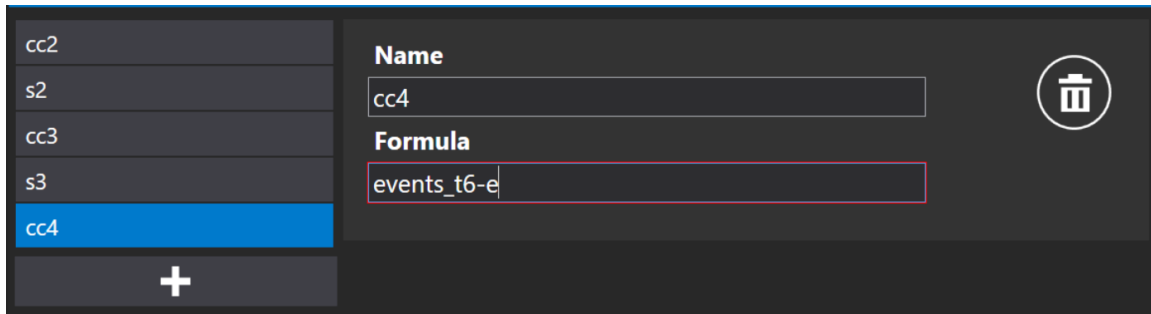 cc2
s2
cc3
s3
cc4
Name
cc4
Formula
events_t6-e